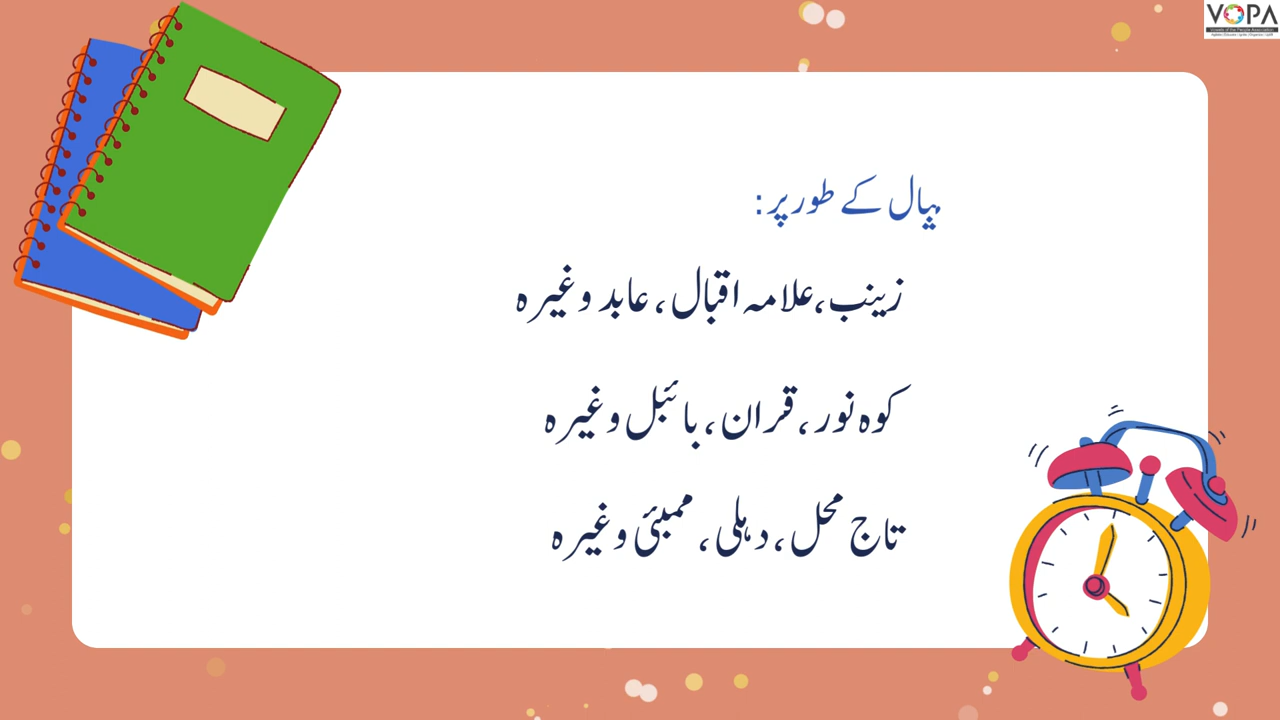 VOPA
مثال کے طور پر :
زینب، علامہ اقبال، عابد وغیرہ
کوہ نور، قران، بائبل وغیرہ
تاج محل، دہلی، ممبئی وغیرہ